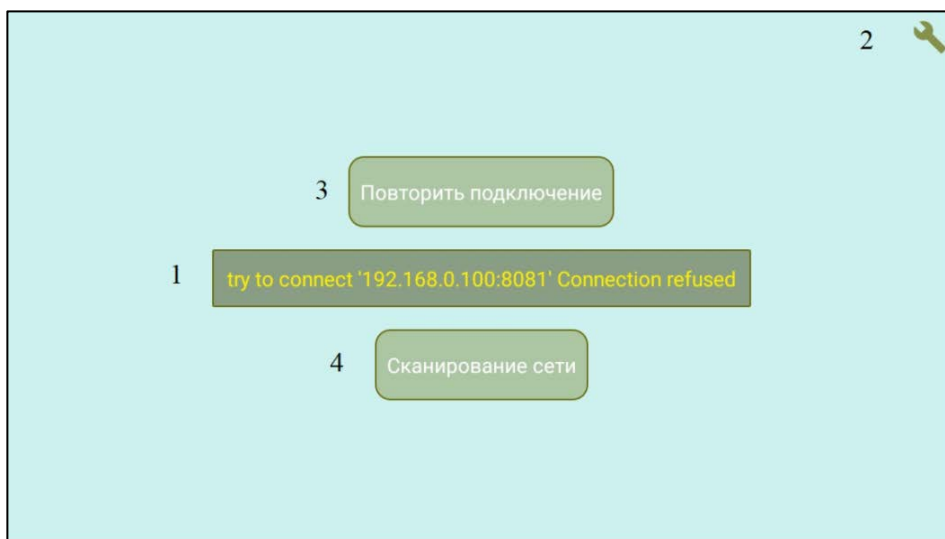 2
3 Повторить подключение
1 try to connect '192.168.0.100:8081' Connection refused
4 Сканирование сети